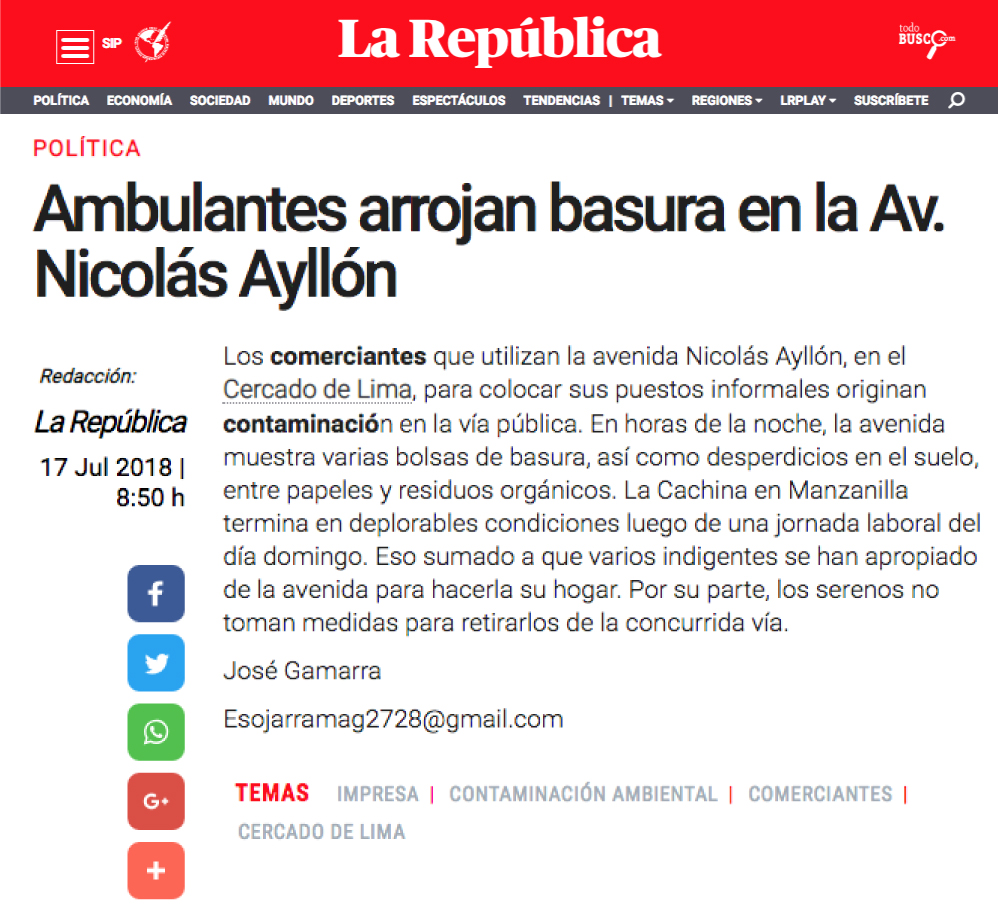 SIP
La República
todo
BUSCO.com
POLÍTICA ECONOMÍA SOCIEDAD MUNDO DEPORTES ESPECTÁCULOS TENDENCIAS | TEMAS REGIONES LRPLAY SUSCRÍBETE
POLÍTICA
Ambulantes arrojan basura en la Av.
Nicolás Ayllón
Redacción:
La República
17 Jul 2018 |
8:50 h
Los comerciantes que utilizan la avenida Nicolás Ayllón, en el
Cercado de Lima, para colocar sus puestos informales originan
contaminación en la vía pública. En horas de la noche, la avenida
muestra varias bolsas de basura, así como desperdicios en el suelo,
entre papeles y residuos orgánicos. La Cachina en Manzanilla
termina en deplorables condiciones luego de una jornada laboral del
día domingo. Eso sumado a que varios indigentes se han apropiado
de la avenida para hacerla su hogar. Por su parte, los serenos no
toman medidas para retirarlos de la concurrida vía.
José Gamarra
Esojarramag2728@gmail.com
G+
TEMAS IMPRESA | CONTAMINACIÓN AMBIENTAL | COMERCIANTES |
CERCADO DE LIMA